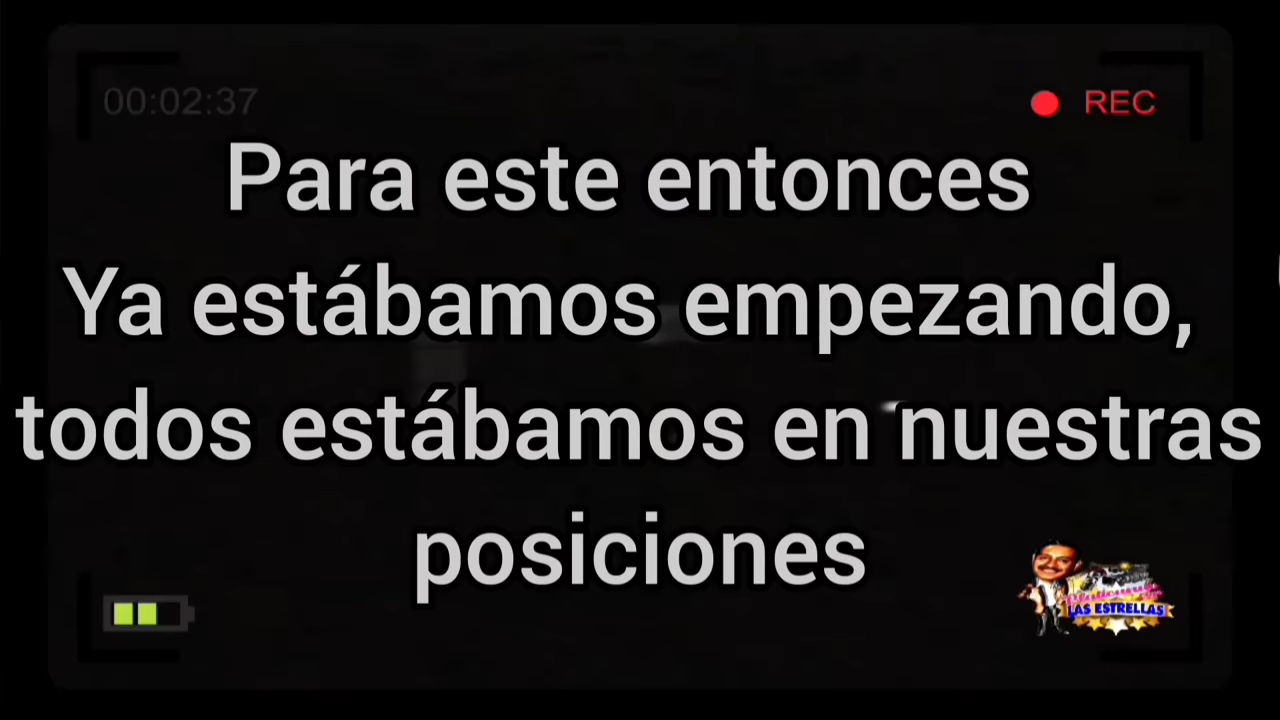 00:02:37
REC
Para este entonces
Ya estábamos empezando,
todos estábamos en nuestras
posiciones
LAS ESTRELLAS